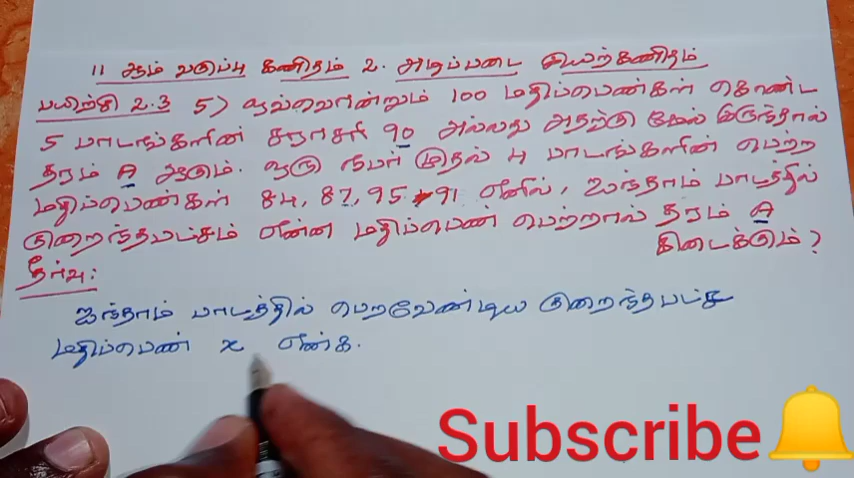 11 ஆம் வகுப்பு கணிதம் 2. அடிப்படை இயற்கணிதம்
பயிற்சி 2.3 5) ஒவ்வொன்றும் 100 மதிப்பெண்கள் கொண்ட
5 பாடங்களின் சராசரி 90 அல்லது அதற்கு மேல் இருந்தால்
தரம் A ஆகும். ஒரு நபர் முதல் 4 பாடங்களின் பெற்ற
மதிப்பெண்கள் 84, 87, 95, 91 எனில், ஐந்தாம் பாடத்தில்
குறைந்தபட்சம் என்ன மதிப்பெண் பெற்றால் தரம் A
கிடைக்கும்?
தீர்வு:
ஐந்தாம் பாடத்தில் பெறவேண்டிய குறைந்தபட்ச
மதிப்பெண் x என்க.
Subscribe